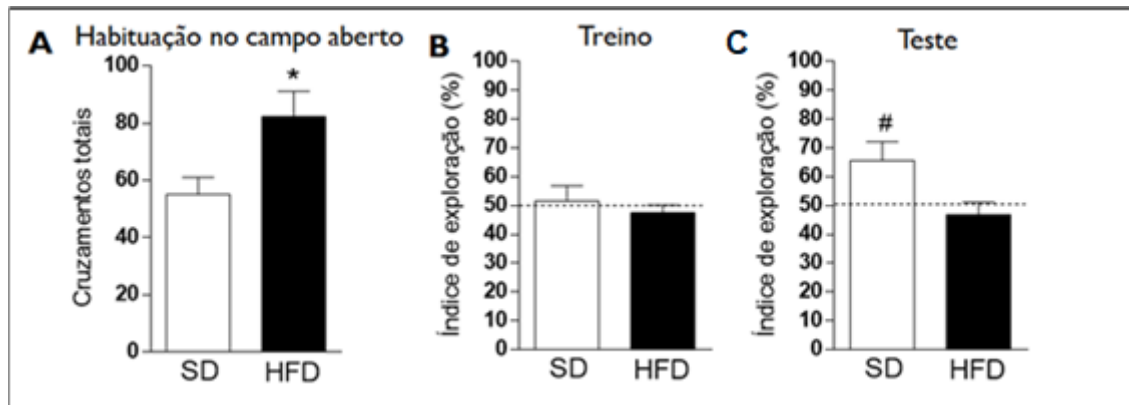 A
Habituação no campo aberto
Cruzamentos totais
100
80
60
40
20
0
*
SD
HFD
B
Treino
Índice de exploração (%)
100
90
80
70
60
50
40
30
20
10
0
SD
HFD
C
Teste
Índice de exploração (%)
100
90
80
70
60
50
40
30
20
10
0
#
SD
HFD